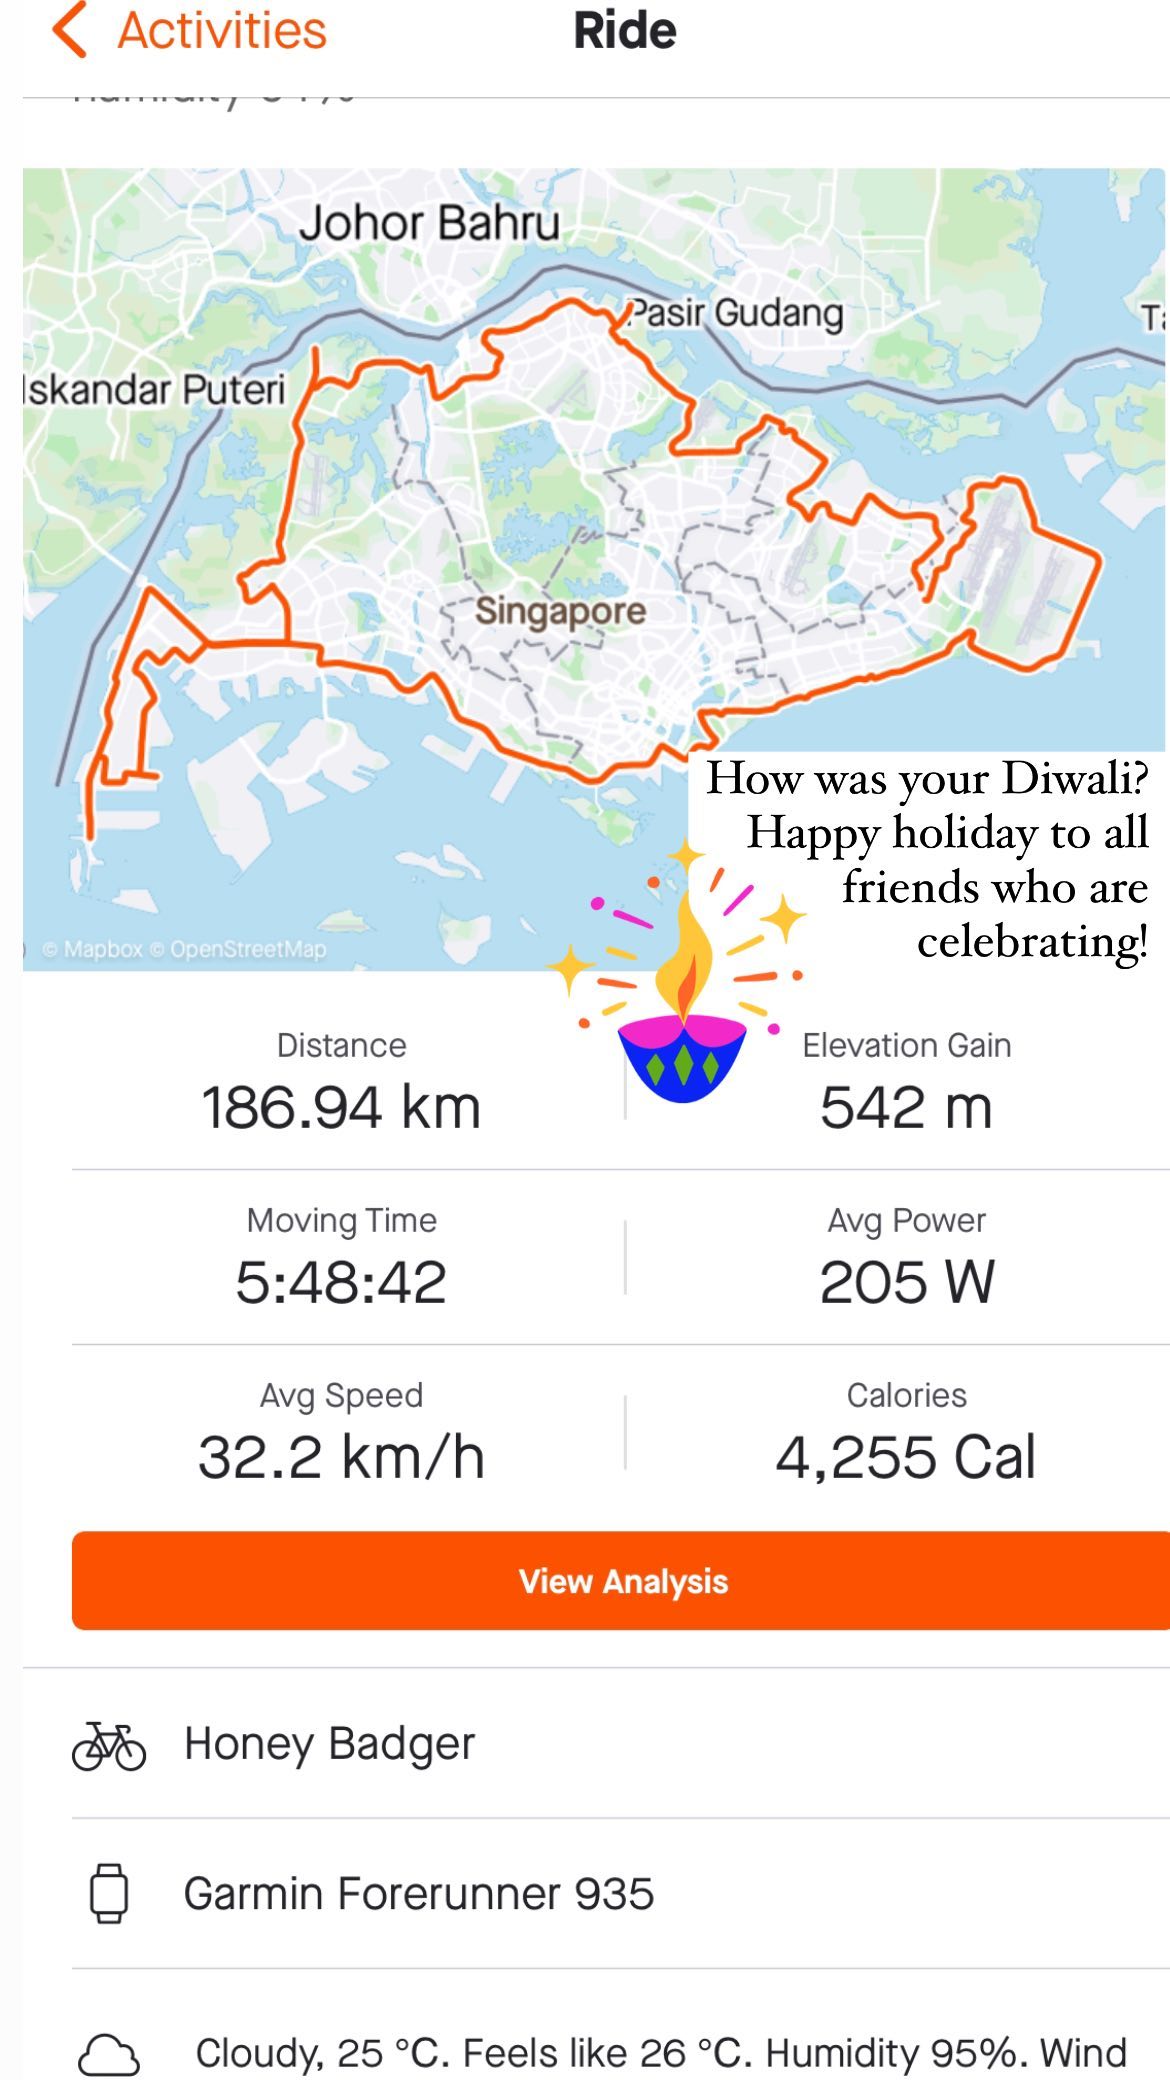 Activities
Ride
Johor Bahru
Pasir Gudang
Iskandar Puteri
Singapore
How was your Diwali?
Happy holiday to all
friends who are
celebrating!
© Mapbox © OpenStreetMap
Distance
186.94 km
Elevation Gain
542 m
Moving Time
5:48:42
Avg Power
205 W
Avg Speed
32.2 km/h
Calories
4,255 Cal
View Analysis
Honey Badger
Garmin Forerunner 935
Cloudy, 25 °C. Feels like 26 °C. Humidity 95%. Wind